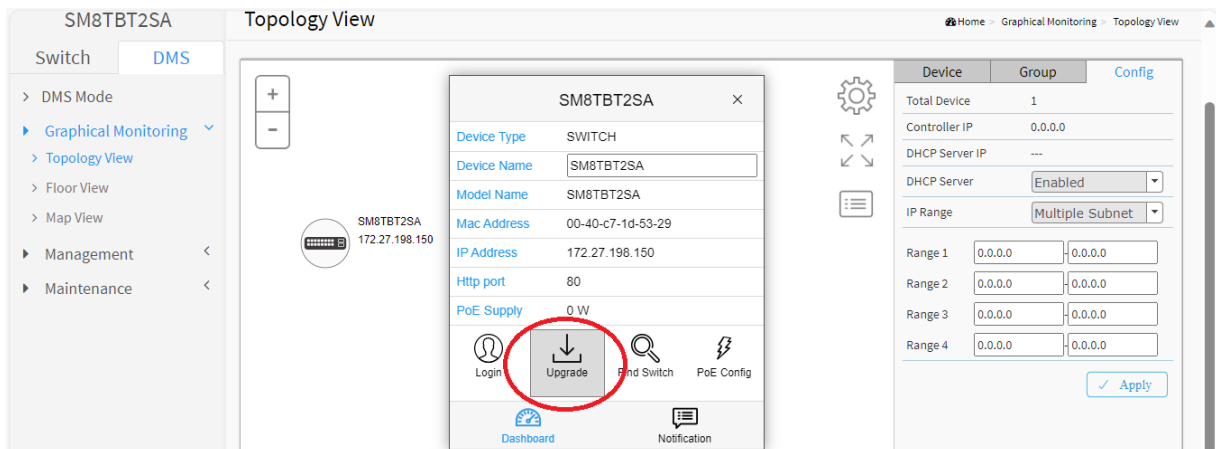 SM8TBT2SA
Switch
DMS
> DMS Mode
Graphical Monitoring
> Topology View
> Floor View
> Map View
Management
Maintenance
Topology View
Home > Graphical Monitoring > Topology View
+
-
SM8TBT2SA
172.27.198.150
SM8TBT2SA ×
Device Type SWITCH
Device Name SM8TBT2SA
Model Name SM8TBT2SA
Mac Address 00-40-c7-1d-53-29
IP Address 172.27.198.150
Http port 80
PoE Supply 0 W
Login Upgrade Find Switch PoE Config
Dashboard Notification
Device Group Config
Total Device 1
Controller IP 0.0.0.0
DHCP Server IP ---
DHCP Server Enabled
IP Range Multiple Subnet
Range 1 0.0.0.0 - 0.0.0.0
Range 2 0.0.0.0 - 0.0.0.0
Range 3 0.0.0.0 - 0.0.0.0
Range 4 0.0.0.0 - 0.0.0.0
✓ Apply